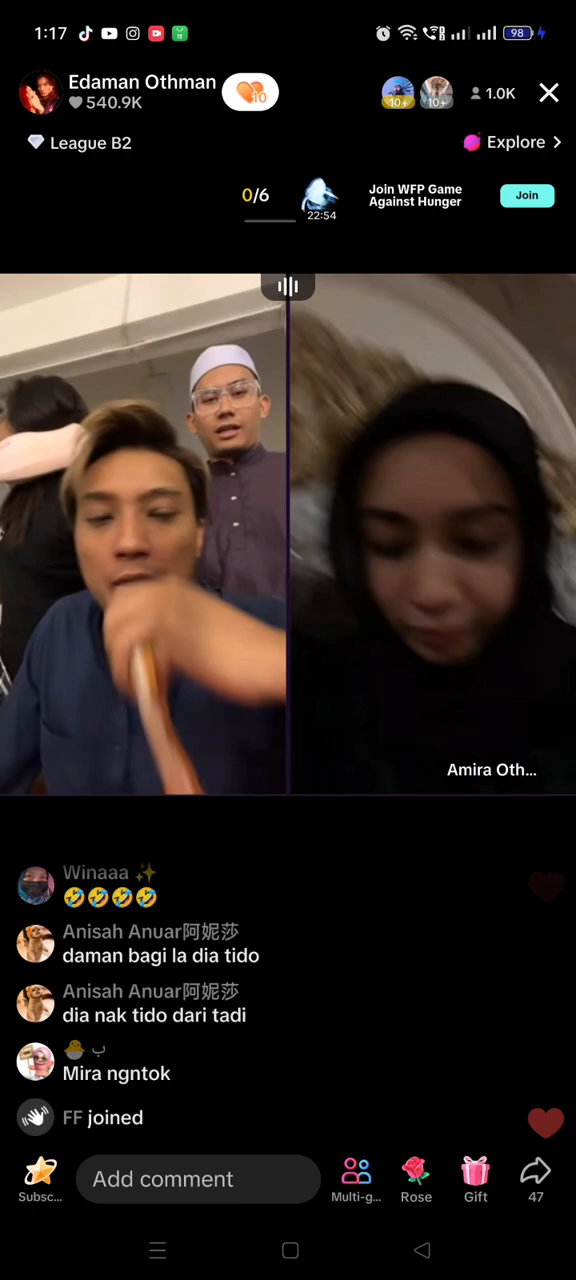 1:17
98
Edaman Othman
540.9K
10
10+
10+
1.0K
League B2
Explore
0/6
22:54
Join WFP Game
Against Hunger
Join
Amira Oth...
Winaaa ✨
🤣🤣🤣🤣
Anisah Anuar阿妮莎
daman bagi la dia tido
Anisah Anuar阿妮莎
dia nak tido dari tadi
🐣 ب
Mira ngntok
FF joined
Subsc...
Add comment
Multi-g...
Rose
Gift
47